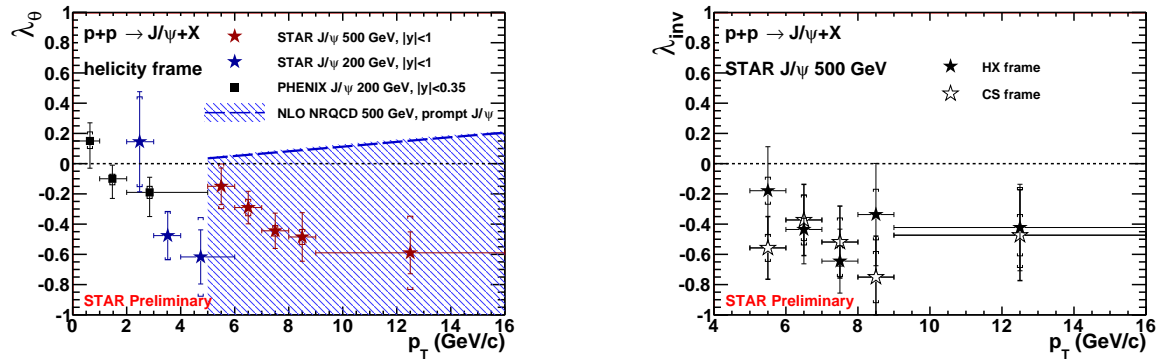 λθ
1
0.8
0.6
0.4
0.2
0
-0.2
-0.4
-0.6
-0.8
-1
p+p → J/ψ+X
helicity frame
STAR J/ψ 500 GeV, |y|<1
STAR J/ψ 200 GeV, |y|<1
PHENIX J/ψ 200 GeV, |y|<0.35
NLO NRQCD 500 GeV, prompt J/ψ
STAR Preliminary
0 2 4 6 8 10 12 14 16
pT (GeV/c)
λinv
1
0.8
0.6
0.4
0.2
0
-0.2
-0.4
-0.6
-0.8
-1
p+p → J/ψ+X
STAR J/ψ 500 GeV
HX frame
CS frame
STAR Preliminary
4 6 8 10 12 14 16
pT (GeV/c)